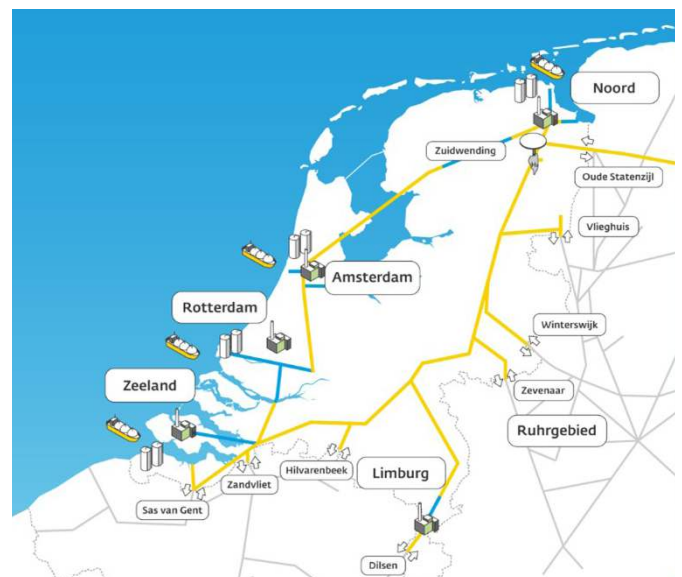 Noord
Zuidwending
Oude Statenzijl
Vlieghuis
Amsterdam
Rotterdam
Winterswijk
Zeeland
Zevenaar
Ruhrgebied
Hilvarenbeek
Limburg
Zandvliet
Sas van Gent
Dilsen